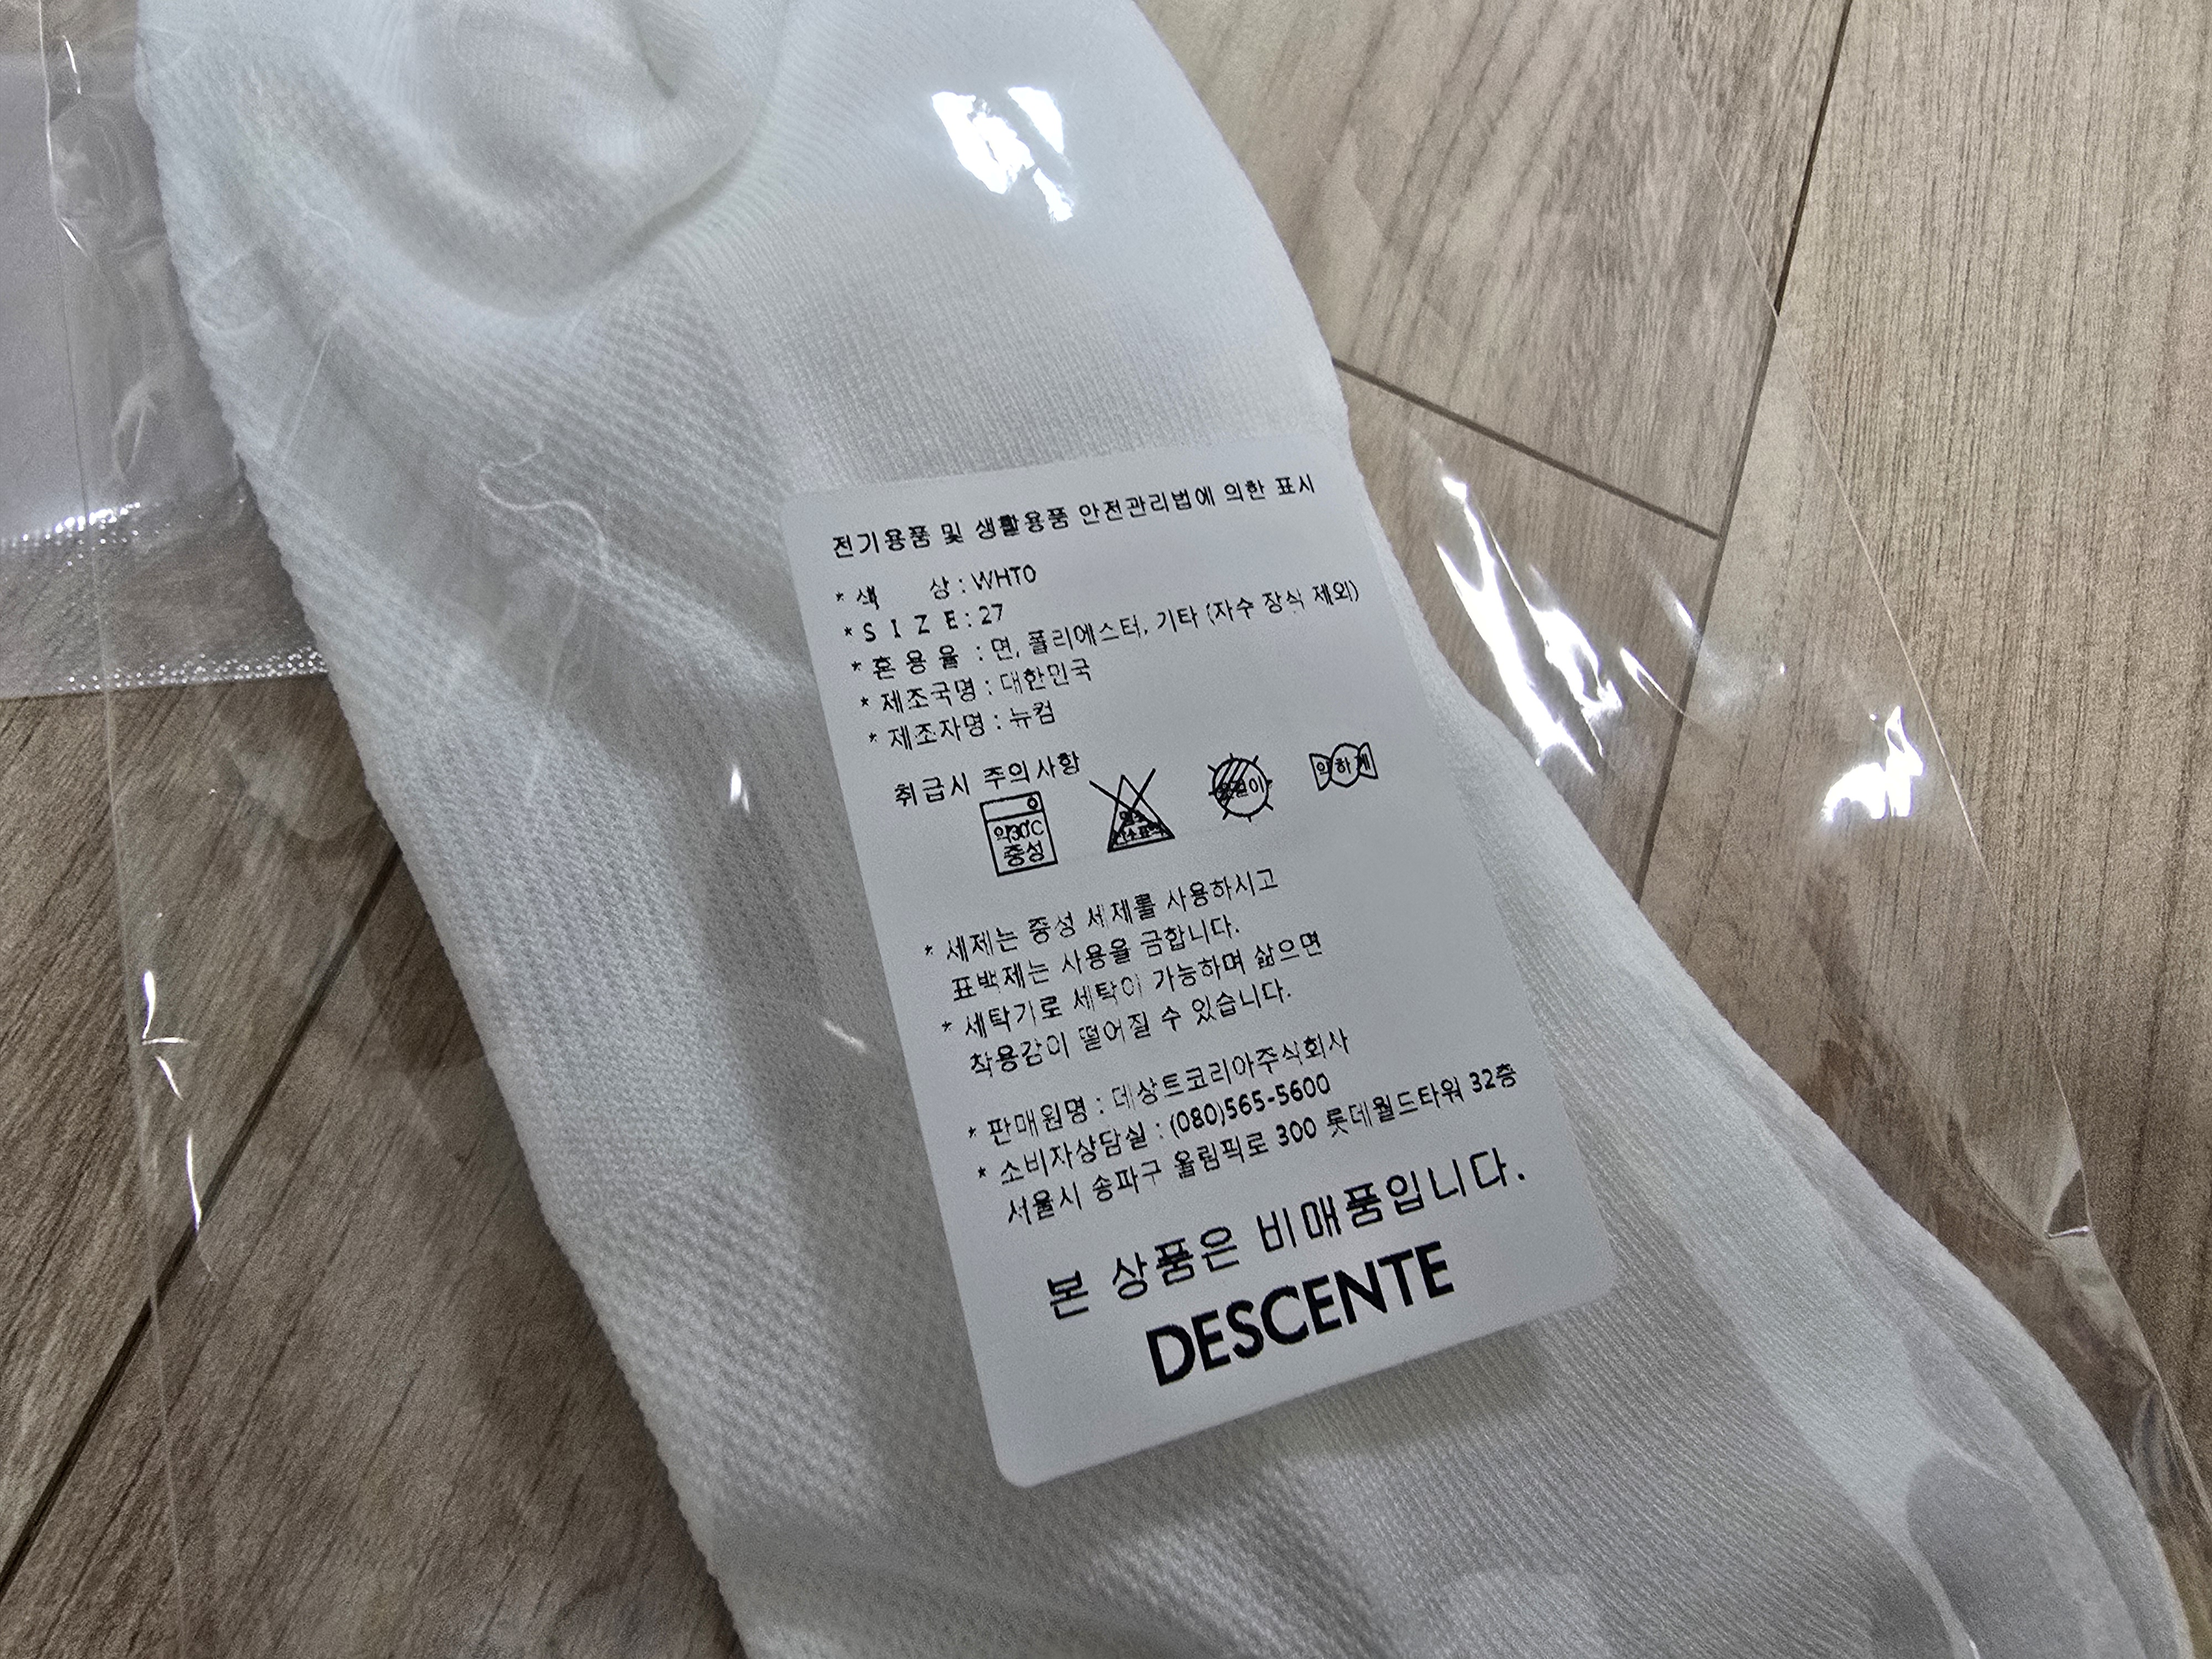 전기용품 및 생활용품 안전관리법에 의한 표시
* 색 상 : WHT0
* S I Z E : 27
* 혼 용 율 : 면, 폴리에스터, 기타 (자수 장식 제외)
* 제조국명 : 대한민국
* 제조자명 : 뉴컴
취급시 주의사항
약30℃
중성
약하게
* 세제는 중성 세제를 사용하시고
표백제는 사용을 금합니다.
* 세탁기로 세탁이 가능하며 삶으면
착용감이 떨어질 수 있습니다.
* 판매원명 : 데상트코리아주식회사
* 소비자상담실 : (080)565-5600
서울시 송파구 올림픽로 300 롯데월드타워 32층
본 상품은 비매품입니다.
DESCENTE